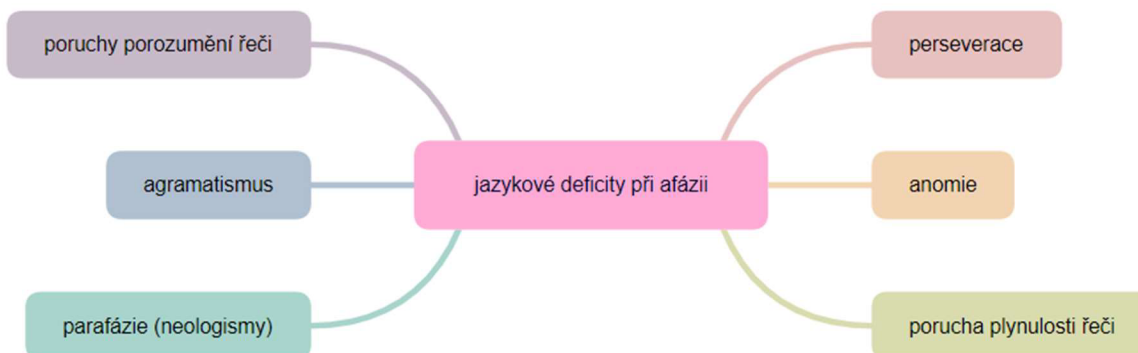 poruchy porozumění řeči
perseverace
agramatismus
jazykové deficity při afázii
anomie
parafázie (neologismy)
porucha plynulosti řeči